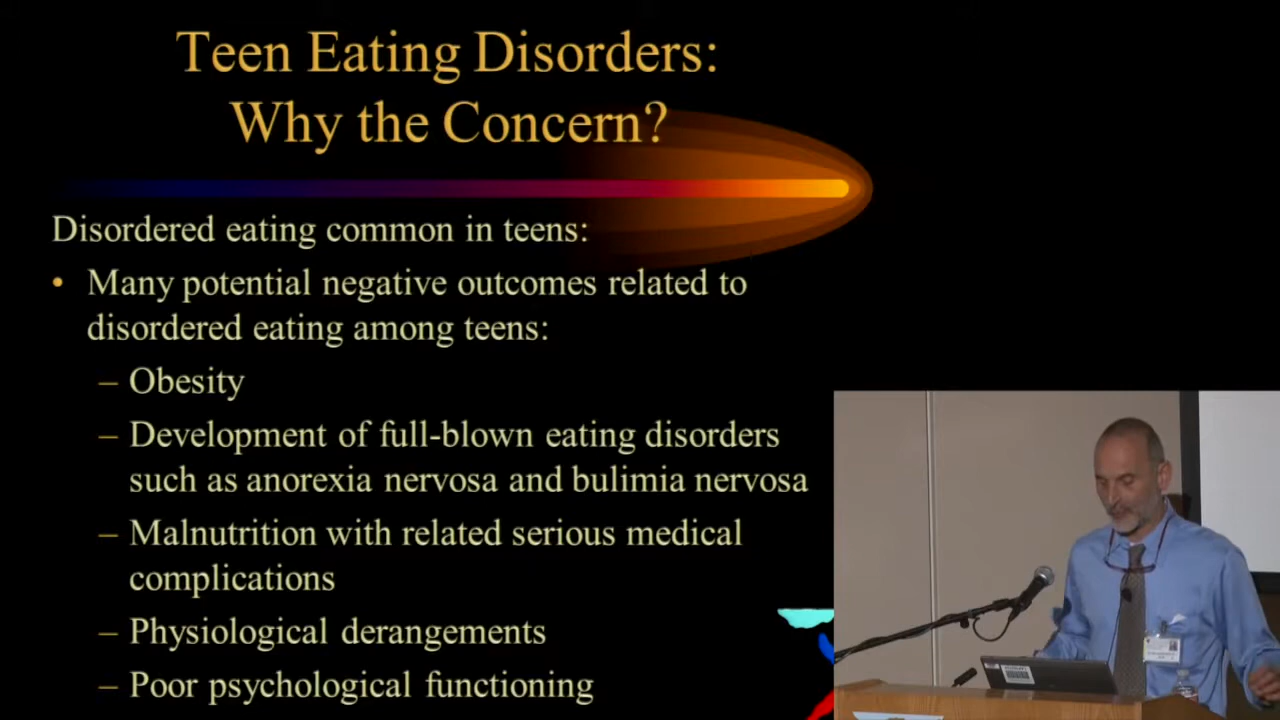 Teen Eating Disorders:
Why the Concern?
Disordered eating common in teens:
• Many potential negative outcomes related to
disordered eating among teens:
– Obesity
– Development of full-blown eating disorders
such as anorexia nervosa and bulimia nervosa
– Malnutrition with related serious medical
complications
– Physiological derangements
– Poor psychological functioning